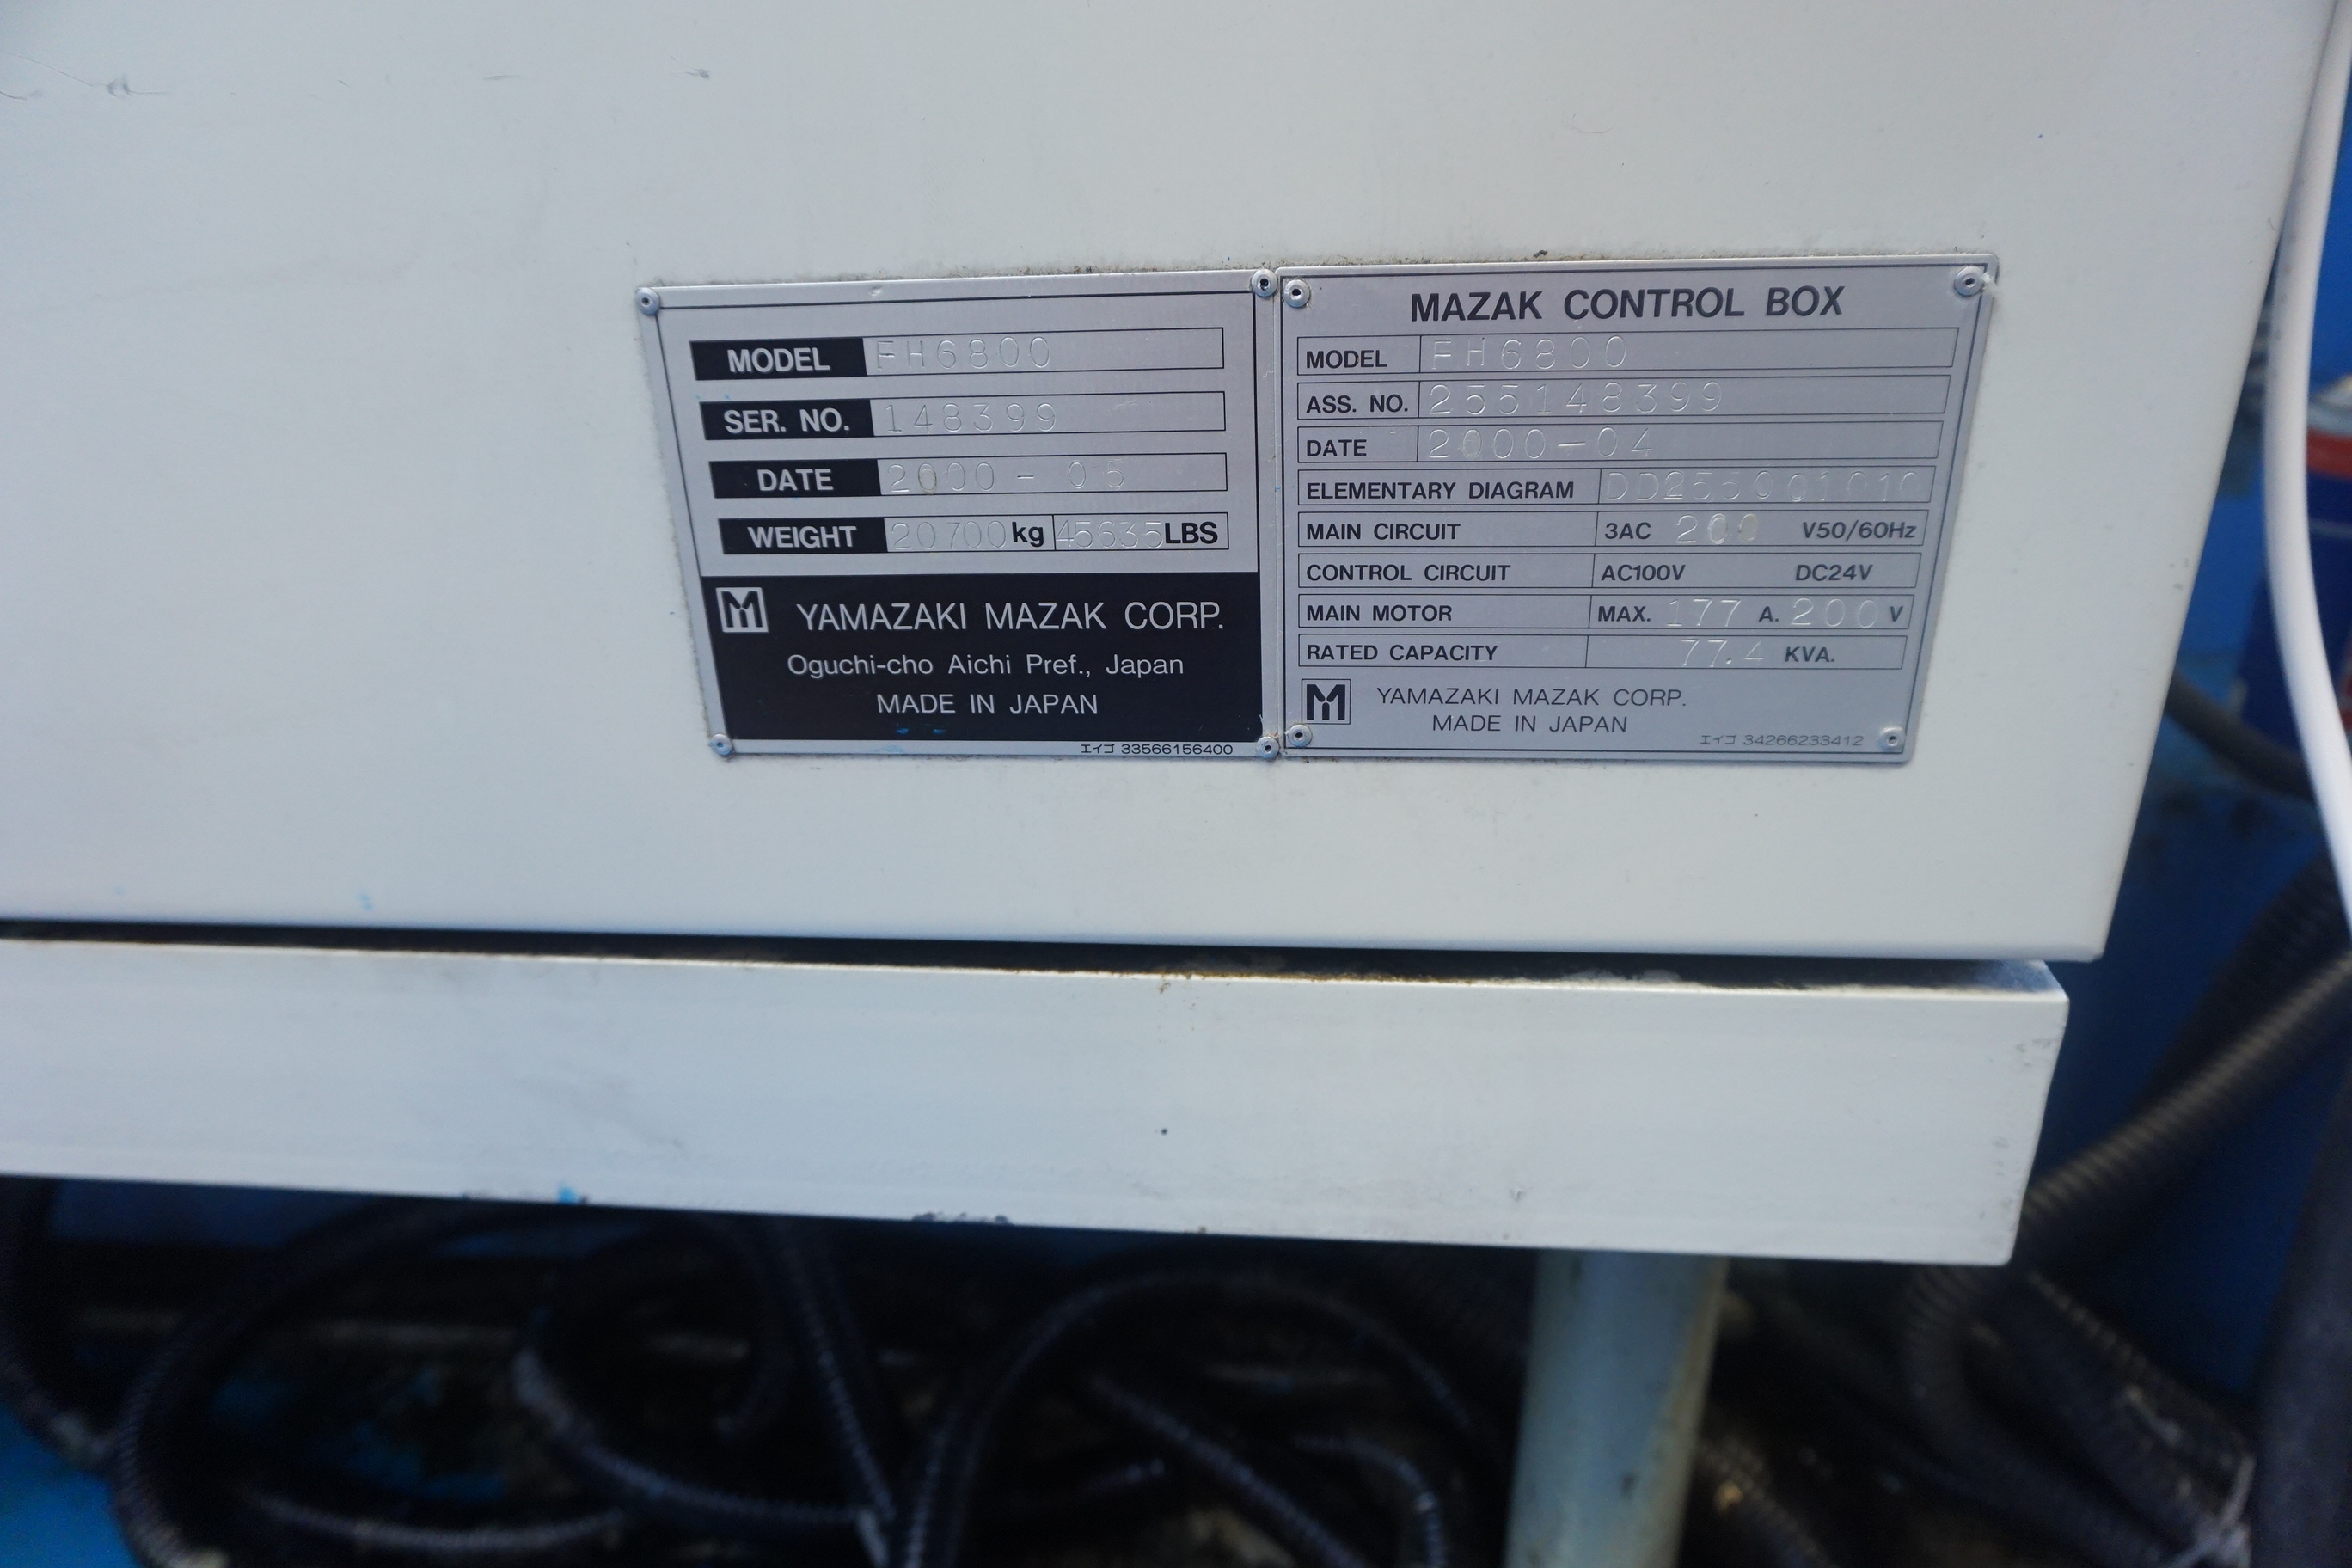 MODEL FH6800
SER. NO. 148399
DATE 2000 - 05
WEIGHT 20700 kg 45635 LBS
YAMAZAKI MAZAK CORP.
Oguchi-cho Aichi Pref., Japan
MADE IN JAPAN
エイゴ 33566156400
MAZAK CONTROL BOX
MODEL FH6800
ASS. NO. 255148399
DATE 2000-04
ELEMENTARY DIAGRAM DD255001010
MAIN CIRCUIT 3AC 200 V50/60Hz
CONTROL CIRCUIT AC100V DC24V
MAIN MOTOR MAX. 177 A. 200 V
RATED CAPACITY 77.4 KVA.
YAMAZAKI MAZAK CORP.
MADE IN JAPAN
エイゴ 34266233412